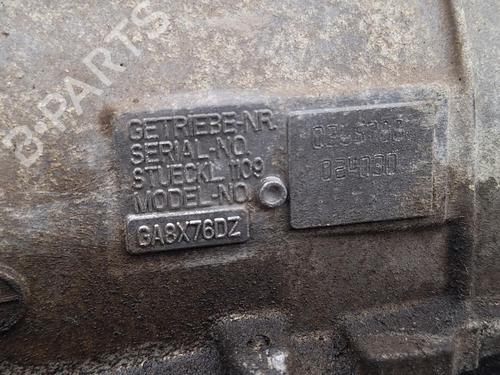 B-PARTS
GETRIEBE-NR.
SERIAL-NO.
STUECKL. 1109
MODEL-NO.
GA8X76DZ
024030